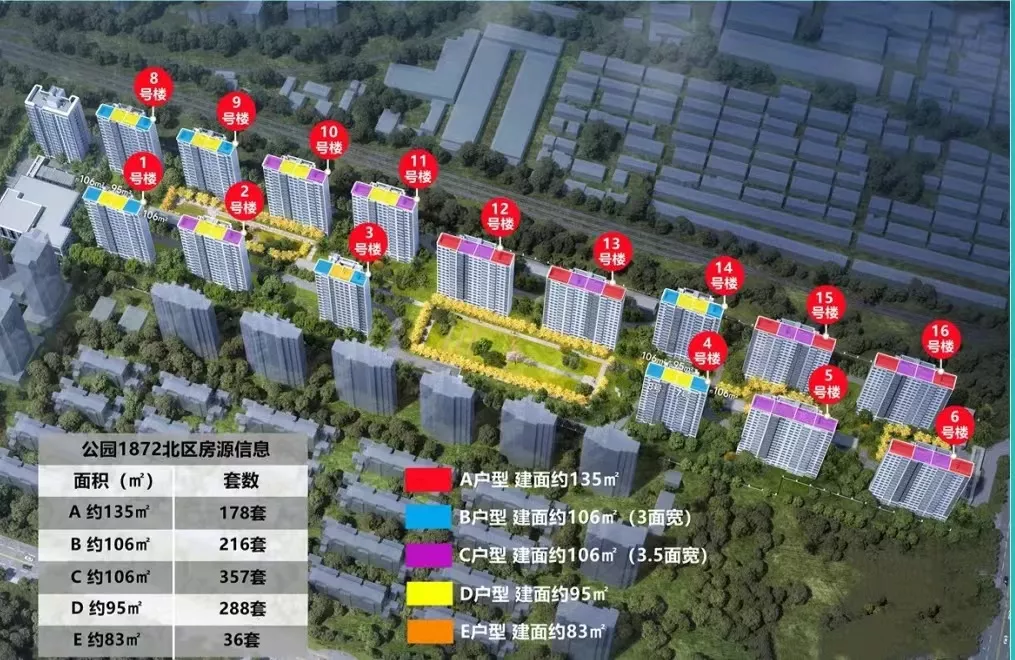 8
号楼
9
号楼
10
号楼
11
号楼
1
号楼
2
号楼
3
号楼
12
号楼
13
号楼
14
号楼
15
号楼
16
号楼
4
号楼
5
号楼
6
号楼
106㎡ 95㎡
106㎡
106㎡ 95㎡
106㎡
公园1872北区房源信息
面积（㎡） 套数
A 约135㎡ 178套
B 约106㎡ 216套
C 约106㎡ 357套
D 约95㎡ 288套
E 约83㎡ 36套
A户型 建面约135㎡
B户型 建面约106㎡（3面宽）
C户型 建面约106㎡（3.5面宽）
D户型 建面约95㎡
E户型 建面约83㎡